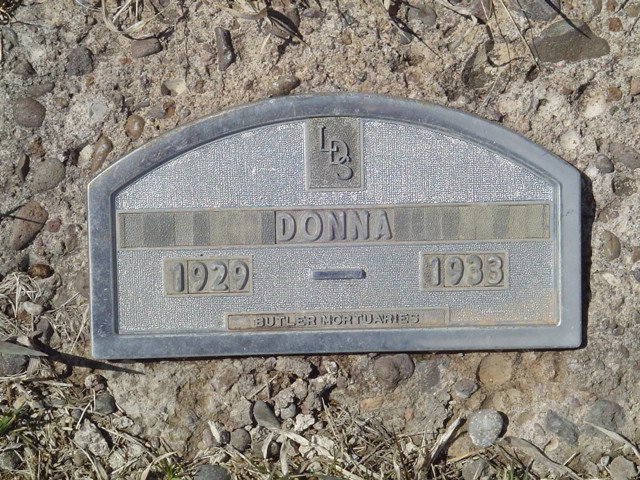 LDS
DONNA
1929 - 1933
BUTLER MORTUARIES